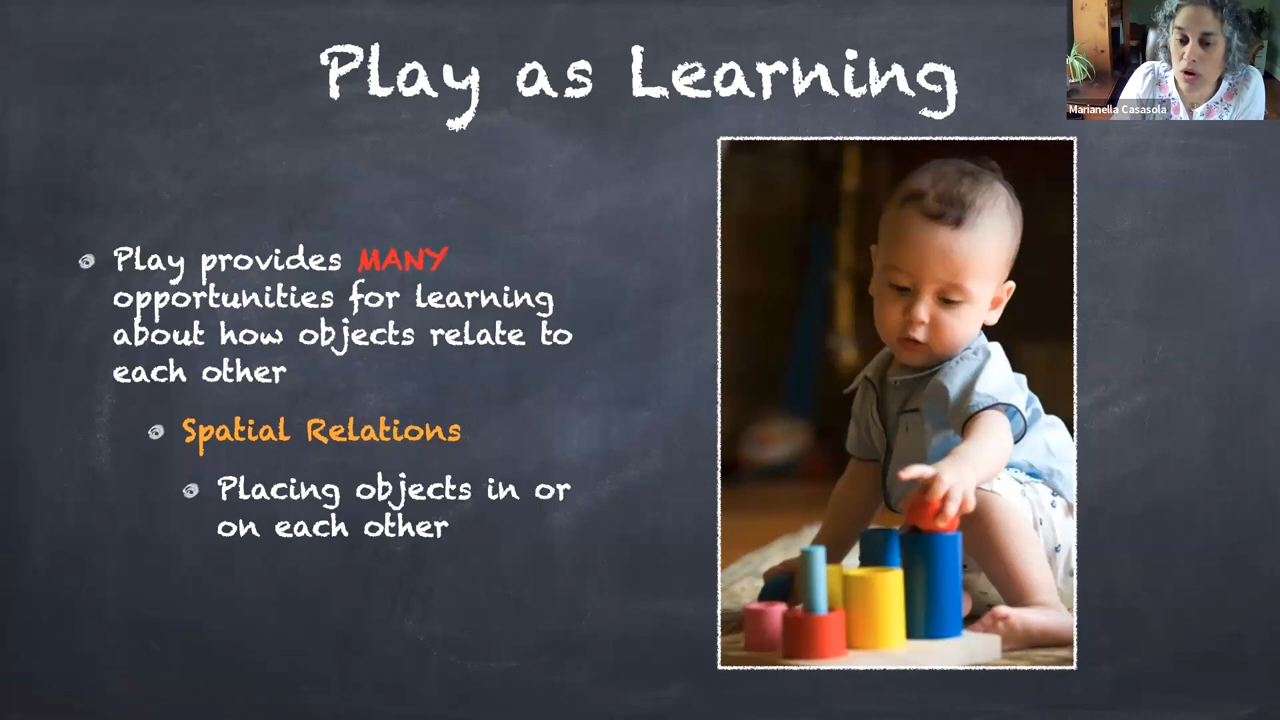 Play as Learning
Marianella Casasola
Play provides MANY
opportunities for learning
about how objects relate to
each other
Spatial Relations
Placing objects in or
on each other